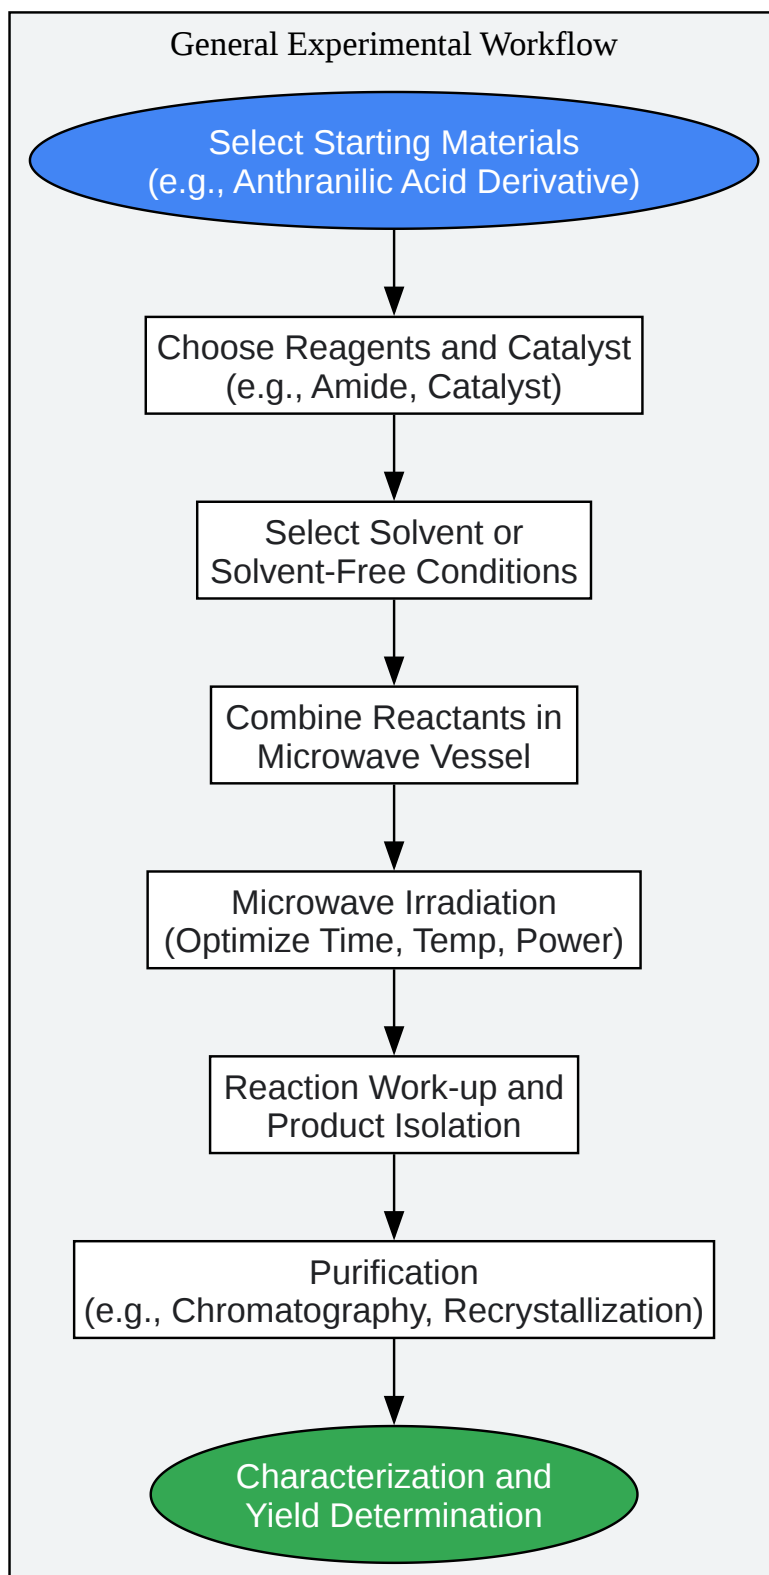 General Experimental Workflow
Select Starting Materials
(e.g., Anthranilic Acid Derivative)
Choose Reagents and Catalyst
(e.g., Amide, Catalyst)
Select Solvent or
Solvent-Free Conditions
Combine Reactants in
Microwave Vessel
Microwave Irradiation
(Optimize Time, Temp, Power)
Reaction Work-up and
Product Isolation
Purification
(e.g., Chromatography, Recrystallization)
Characterization and
Yield Determination